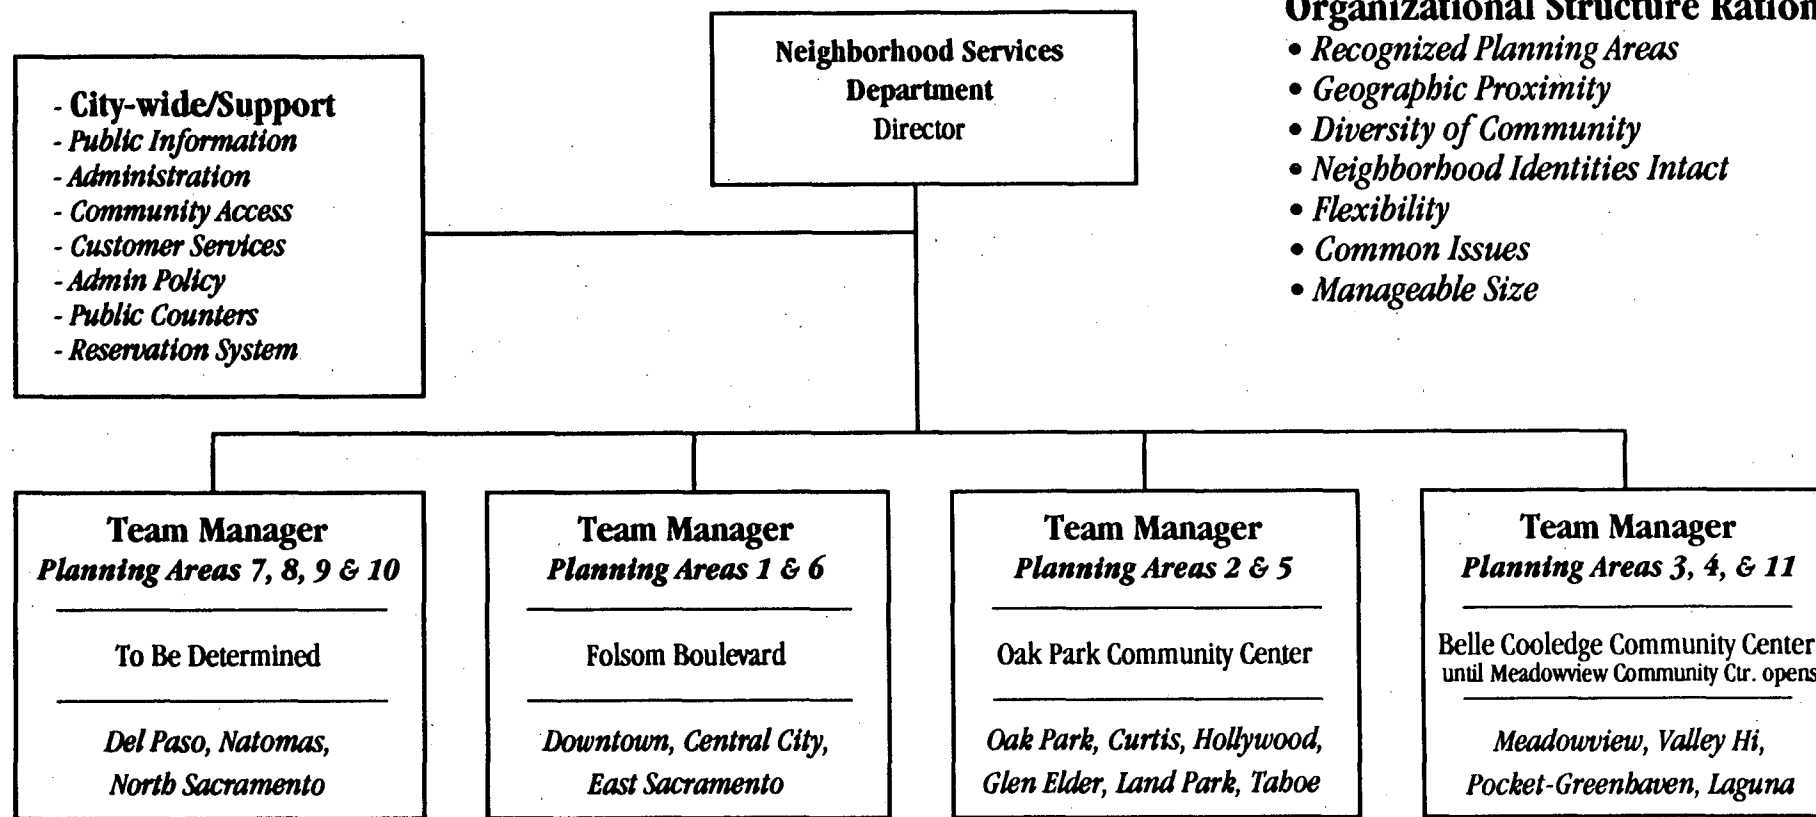 Neighborhood Services
Department
Director
- City-wide/Support
- Public Information
- Administration
- Community Access
- Customer Services
- Admin Policy
- Public Counters
- Reservation System
Organizational Structure Ration
• Recognized Planning Areas
• Geographic Proximity
• Diversity of Community
• Neighborhood Identities Intact
• Flexibility
• Common Issues
• Manageable Size
Team Manager
Planning Areas 7, 8, 9 & 10
To Be Determined
Del Paso, Natomas,
North Sacramento
Team Manager
Planning Areas 1 & 6
Folsom Boulevard
Downtown, Central City,
East Sacramento
Team Manager
Planning Areas 2 & 5
Oak Park Community Center
Oak Park, Curtis, Hollywood,
Glen Elder, Land Park, Tahoe
Team Manager
Planning Areas 3, 4, & 11
Belle Cooledge Community Center
until Meadowview Community Ctr. opens
Meadowview, Valley Hi,
Pocket-Greenhaven, Laguna